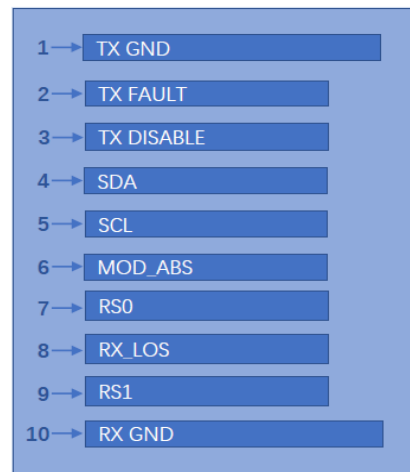 1 TX GND
2 TX FAULT
3 TX DISABLE
4 SDA
5 SCL
6 MOD_ABS
7 RS0
8 RX_LOS
9 RS1
10 RX GND